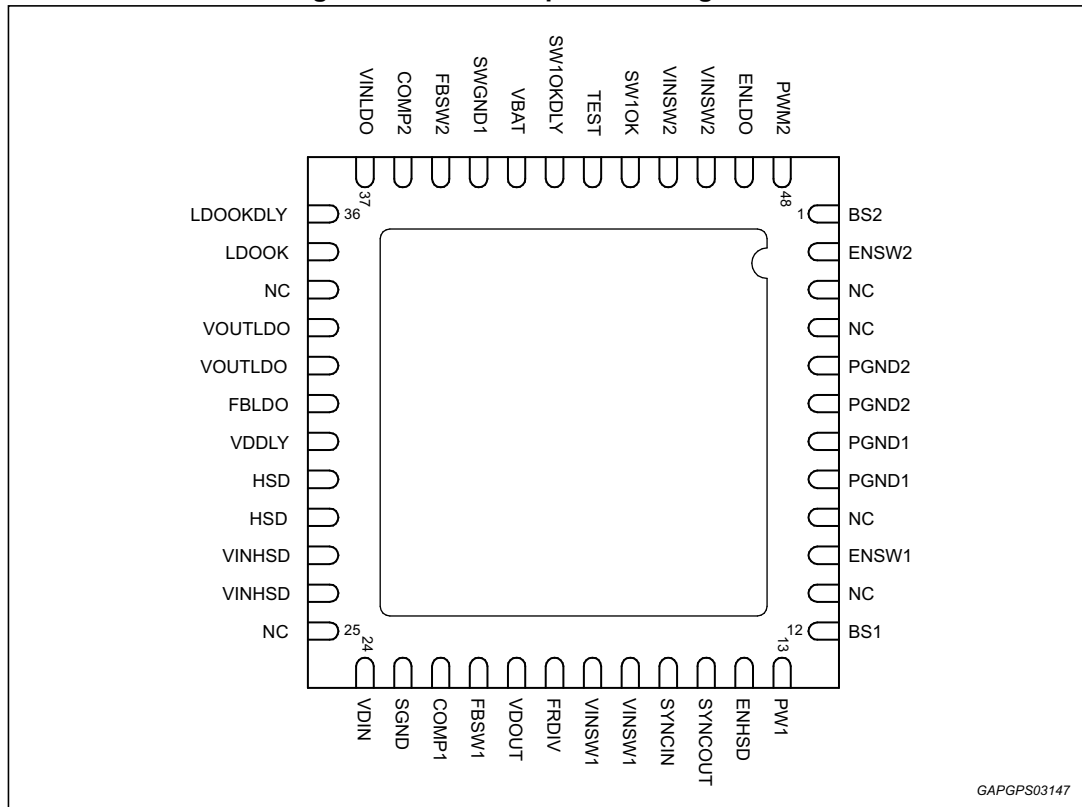 VINLDO
COMP2
FBSW2
SWGND1
VBAT
SW1OKDLY
TEST
SW1OK
VINSW2
VINSW2
ENLDO
PWM2
37
48
LDOOKDLY 36
LDOOK
NC
VOUTLDO
VOUTLDO
FBLDO
VDDLY
HSD
HSD
VINHSD
VINHSD
NC 25
1 BS2
ENSW2
NC
NC
PGND2
PGND2
PGND1
PGND1
NC
ENSW1
NC
12 BS1
24
13
VDIN
SGND
COMP1
FBSW1
VDOUT
FRDIV
VINSW1
VINSW1
SYNCIN
SYNCOUT
ENHSD
PW1
GAPGPS03147